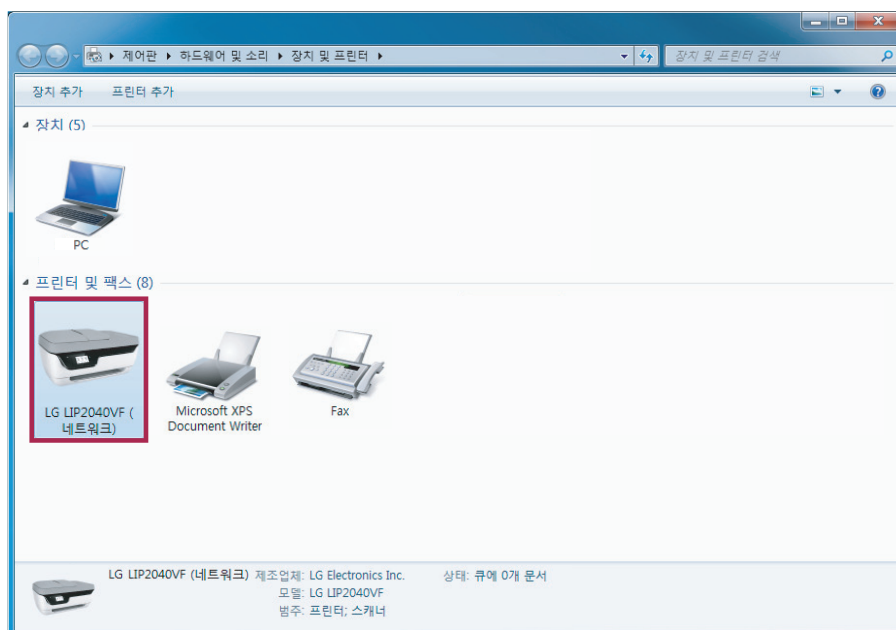 제어판 ▸ 하드웨어 및 소리 ▸ 장치 및 프린터 ▸
장치 및 프린터 검색
장치 추가 프린터 추가
장치 (5)
PC
프린터 및 팩스 (8)
LG LIP2040VF (
네트워크)
Microsoft XPS
Document Writer
Fax
LG LIP2040VF (네트워크) 제조업체: LG Electronics Inc. 상태: 큐에 0개 문서
모델: LG LIP2040VF
범주: 프린터; 스캐너